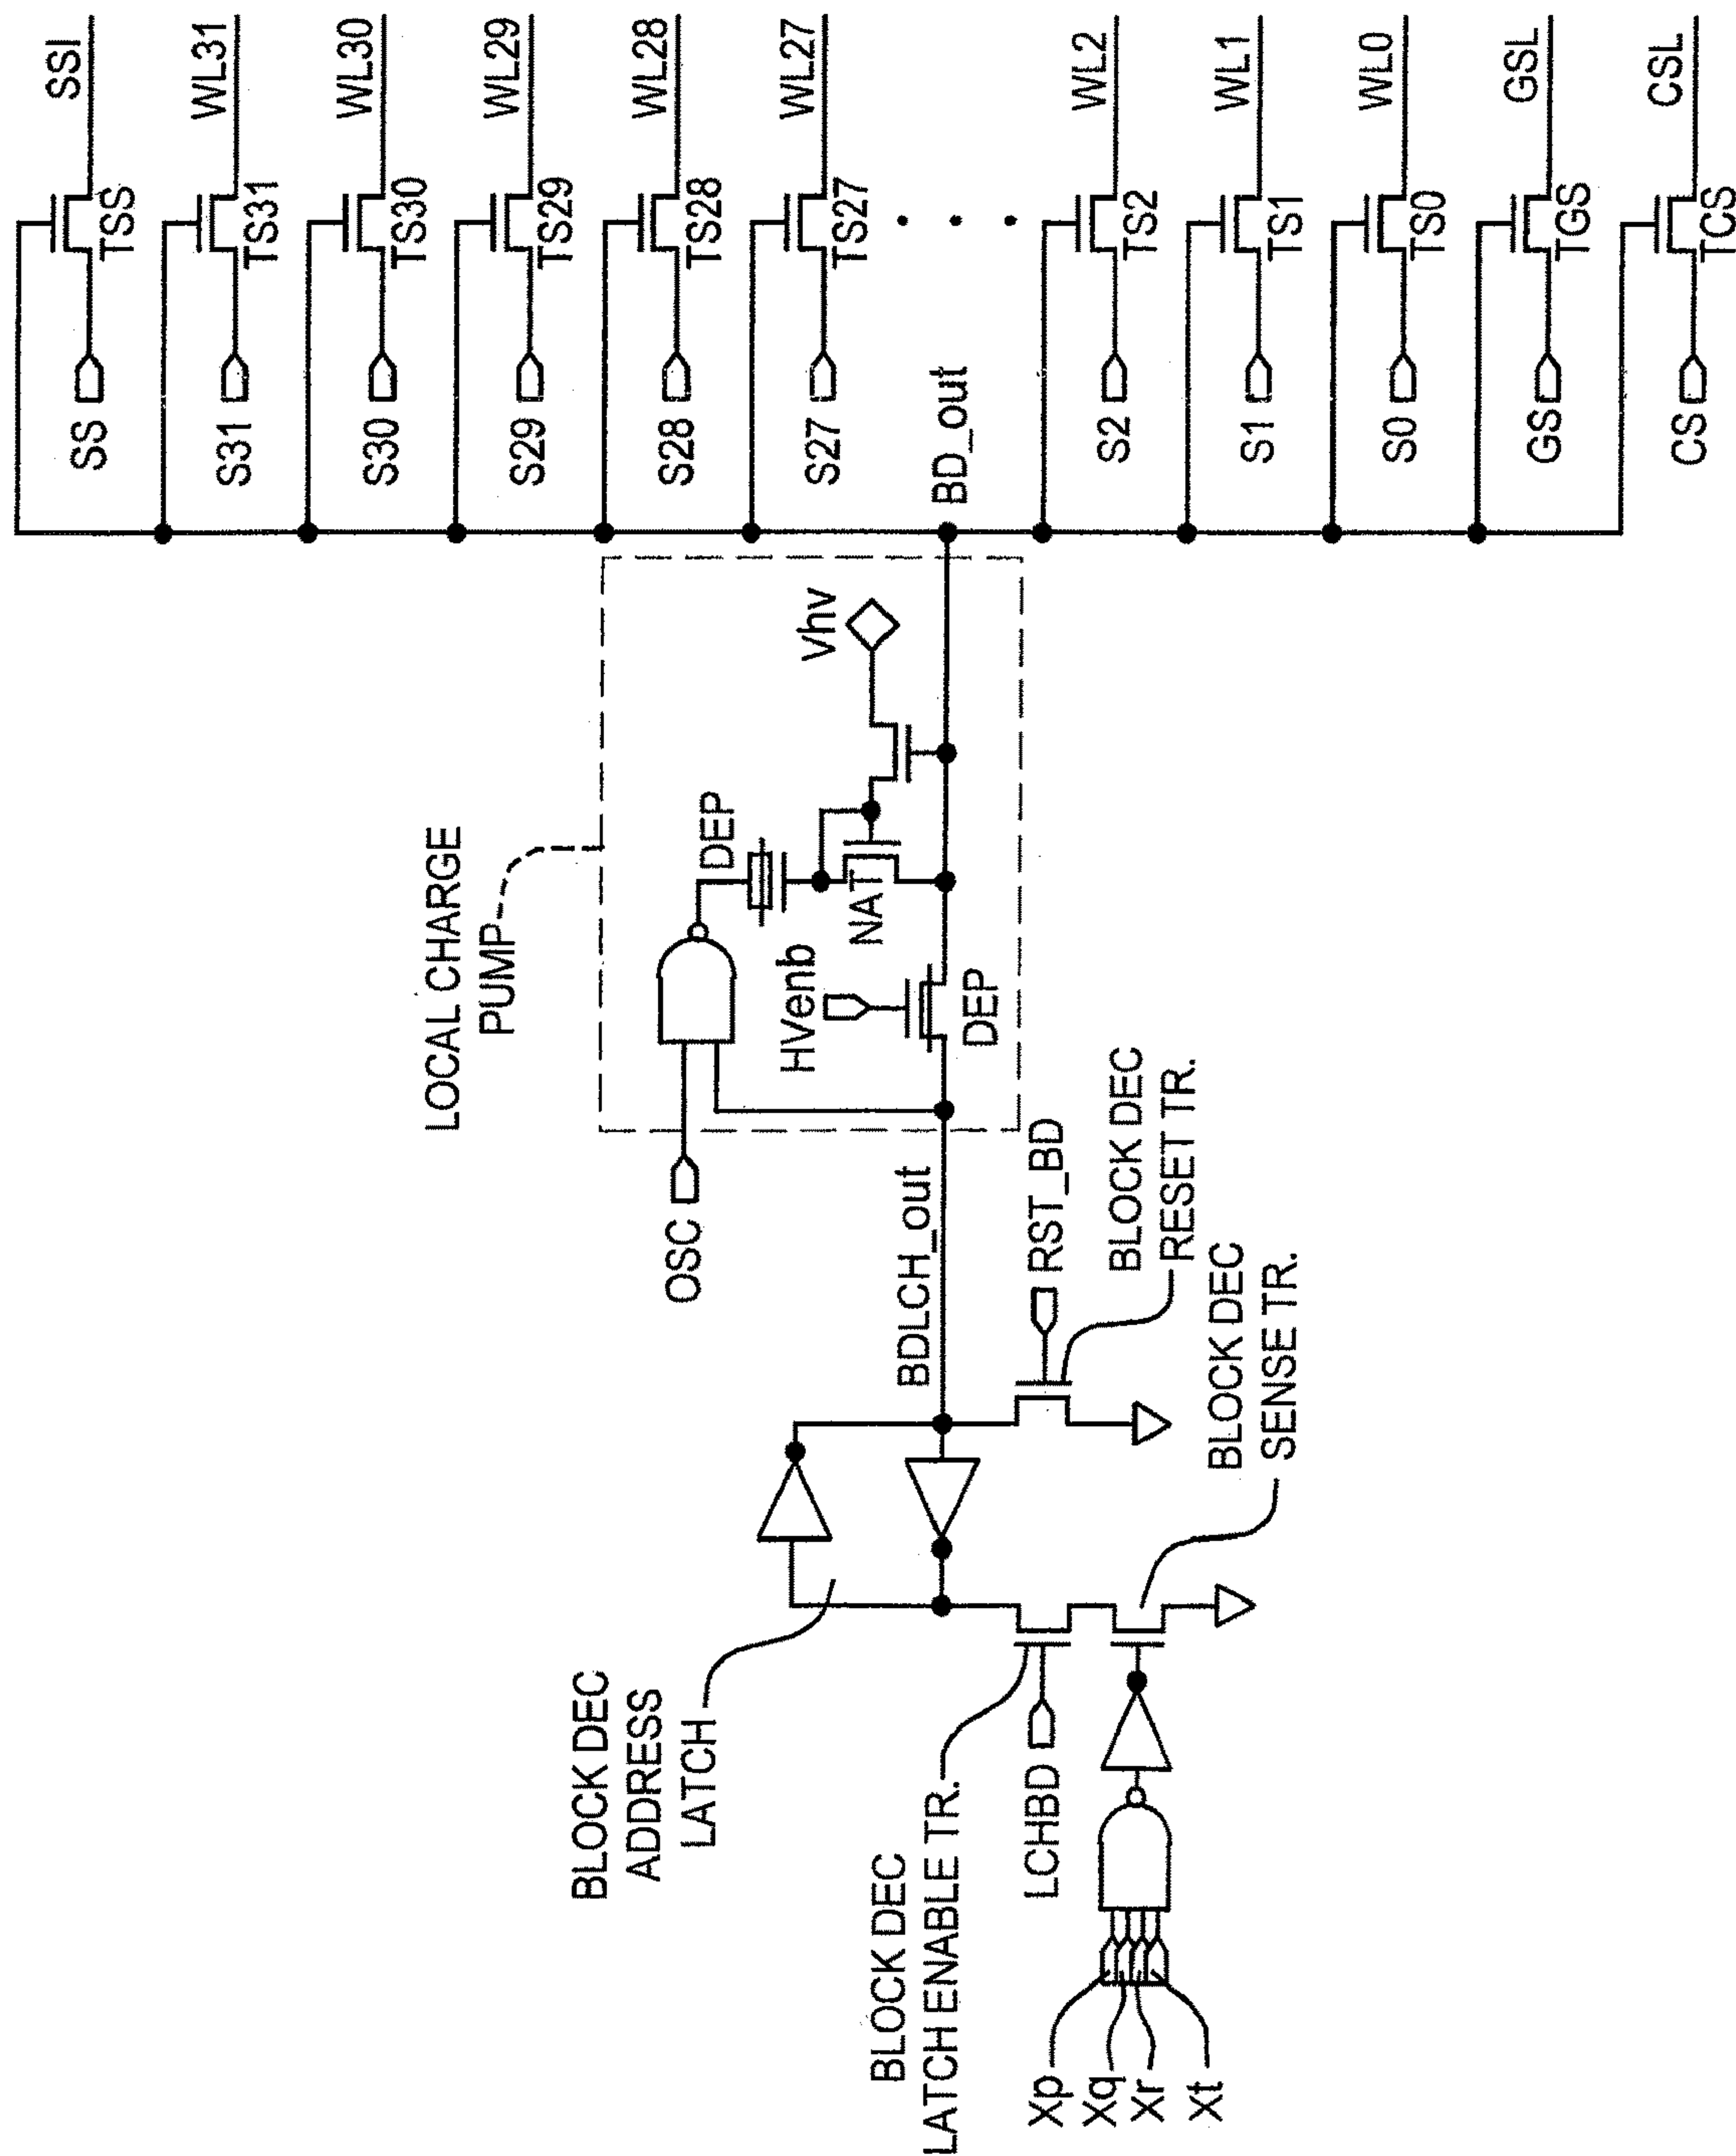 SS
TSS
SSl
S31
TS31
WL31
S30
TS30
WL30
S29
TS29
WL29
S28
TS28
WL28
S27
TS27
WL27
BD_out
S2
TS2
WL2
S1
TS1
WL1
S0
TS0
WL0
GS
TGS
GSL
CS
TCS
CSL
LOCAL CHARGE
PUMP
OSC
DEP
Vhv
NAT
HVenb
DEP
BDLCH_out
RST_BD
BLOCK DEC
RESET TR.
BLOCK DEC
SENSE TR.
BLOCK DEC
ADDRESS
LATCH
BLOCK DEC
LATCH ENABLE TR.
LCHBD
Xp
Xq
Xr
Xt